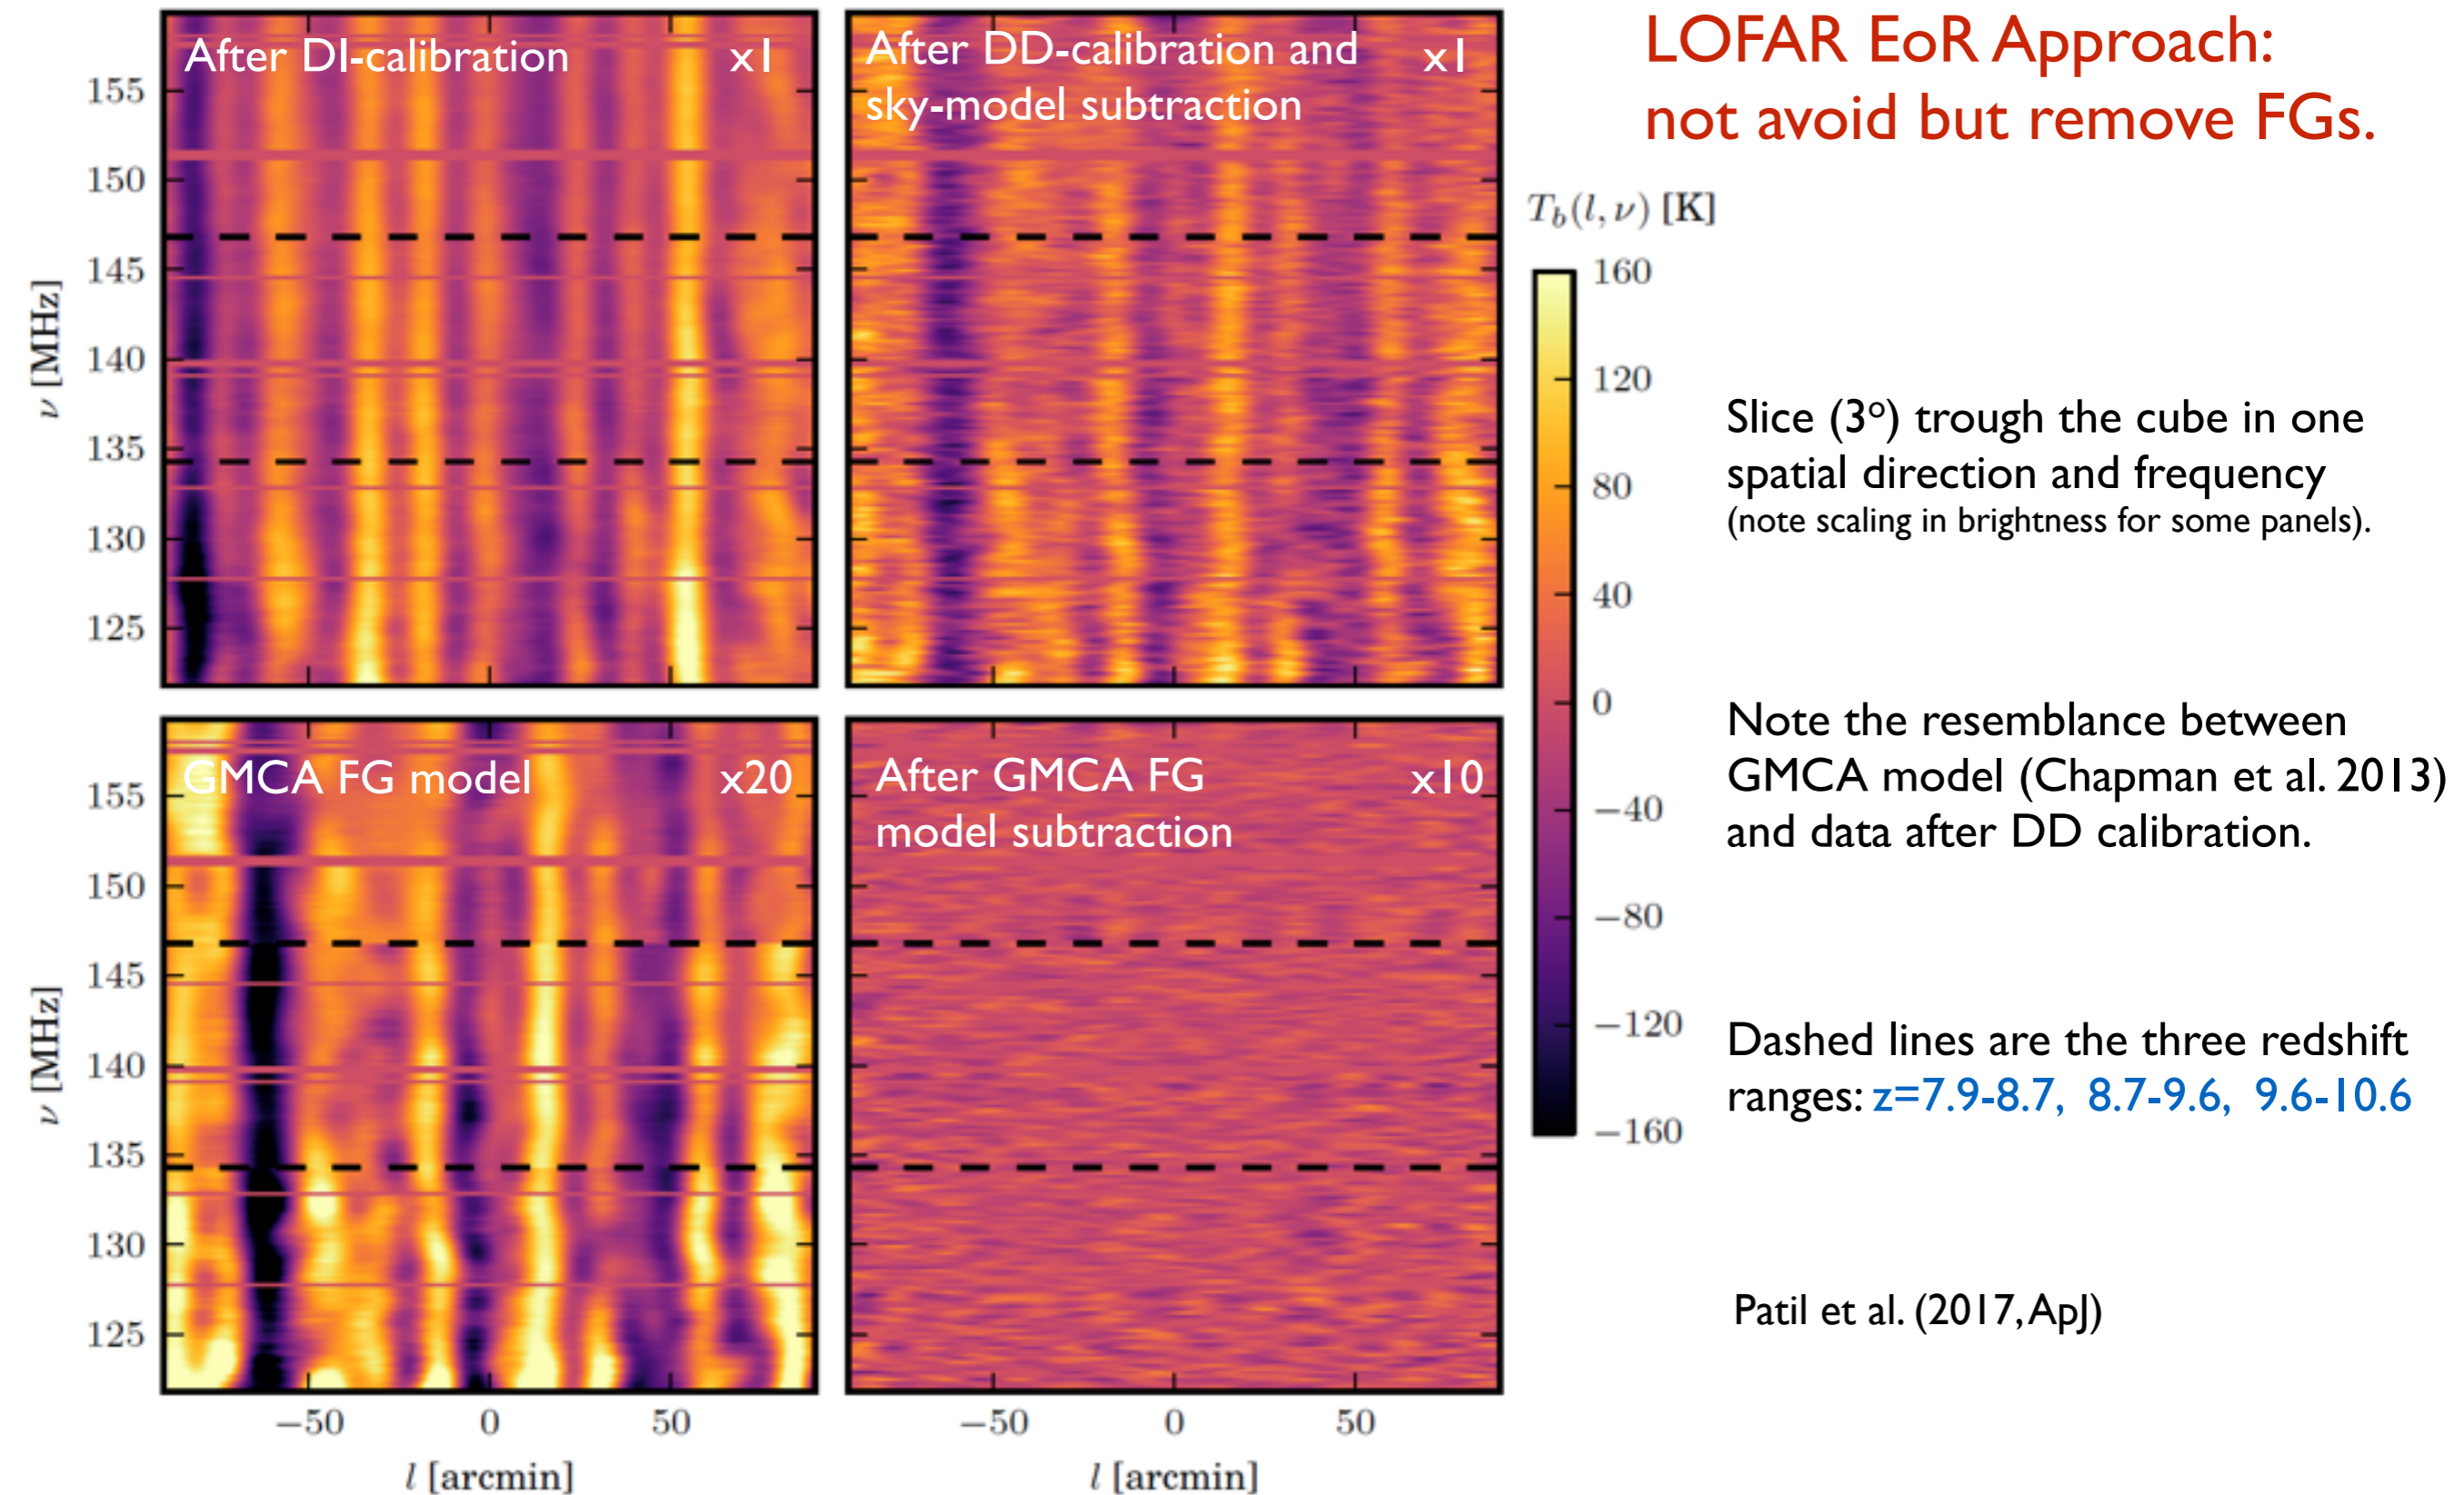 LOFAR EoR Approach:
not avoid but remove FGs.
After DI-calibration x1
After DD-calibration and x1
sky-model subtraction
155
150
145
140
135
130
125
ν [MHz]
GMCA FG model x20
After GMCA FG x10
model subtraction
155
150
145
140
135
130
125
ν [MHz]
−50 0 50
l [arcmin]
−50 0 50
l [arcmin]
T_b(l, ν) [K]
160
120
80
40
0
−40
−80
−120
−160
Slice (3º) trough the cube in one
spatial direction and frequency
(note scaling in brightness for some panels).
Note the resemblance between
GMCA model (Chapman et al. 2013)
and data after DD calibration.
Dashed lines are the three redshift
ranges: z=7.9-8.7, 8.7-9.6, 9.6-10.6
Patil et al. (2017, ApJ)